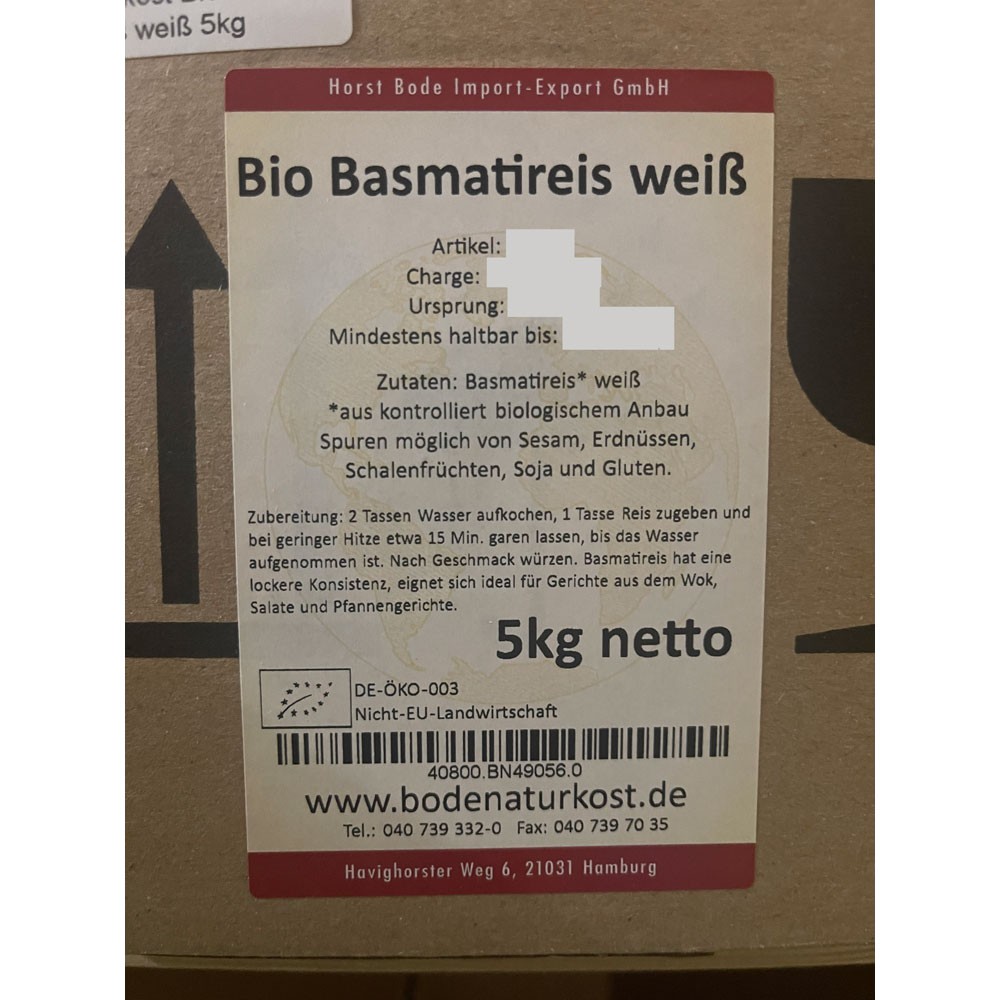 weiß 5kg
Horst Bode Import-Export GmbH
Bio Basmatireis weiß
Artikel:
Charge:
Ursprung:
Mindestens haltbar bis:
Zutaten: Basmatireis* weiß
*aus kontrolliert biologischem Anbau
Spuren möglich von Sesam, Erdnüssen,
Schalenfrüchten, Soja und Gluten.
Zubereitung: 2 Tassen Wasser aufkochen, 1 Tasse Reis zugeben und
bei geringer Hitze etwa 15 Min. garen lassen, bis das Wasser
aufgenommen ist. Nach Geschmack würzen. Basmatireis hat eine
lockere Konsistenz, eignet sich ideal für Gerichte aus dem Wok,
Salate und Pfannengerichte.
5kg netto
DE-ÖKO-003
Nicht-EU-Landwirtschaft
40800.BN49056.0
www.bodenaturkost.de
Tel.: 040 739 332-0 Fax: 040 739 70 35
Havighorster Weg 6, 21031 Hamburg